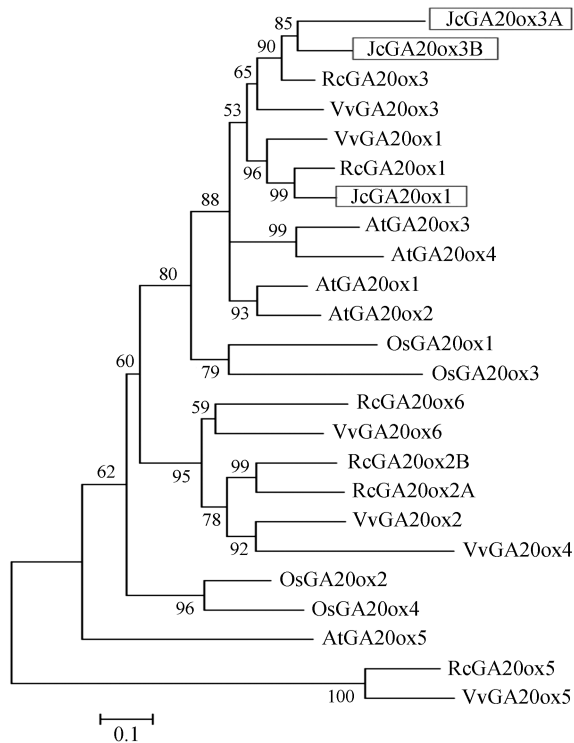 85 JcGA20ox3A
90 JcGA20ox3B
65 RcGA20ox3
53 VvGA20ox3
VvGA20ox1
96 RcGA20ox1
99 JcGA20ox1
88 AtGA20ox3
99 AtGA20ox4
AtGA20ox1
93 AtGA20ox2
80 OsGA20ox1
79 OsGA20ox3
60 RcGA20ox6
59 VvGA20ox6
95 RcGA20ox2B
99 RcGA20ox2A
78 VvGA20ox2
92 VvGA20ox4
62 OsGA20ox2
96 OsGA20ox4
AtGA20ox5
RcGA20ox5
100 VvGA20ox5
0.1